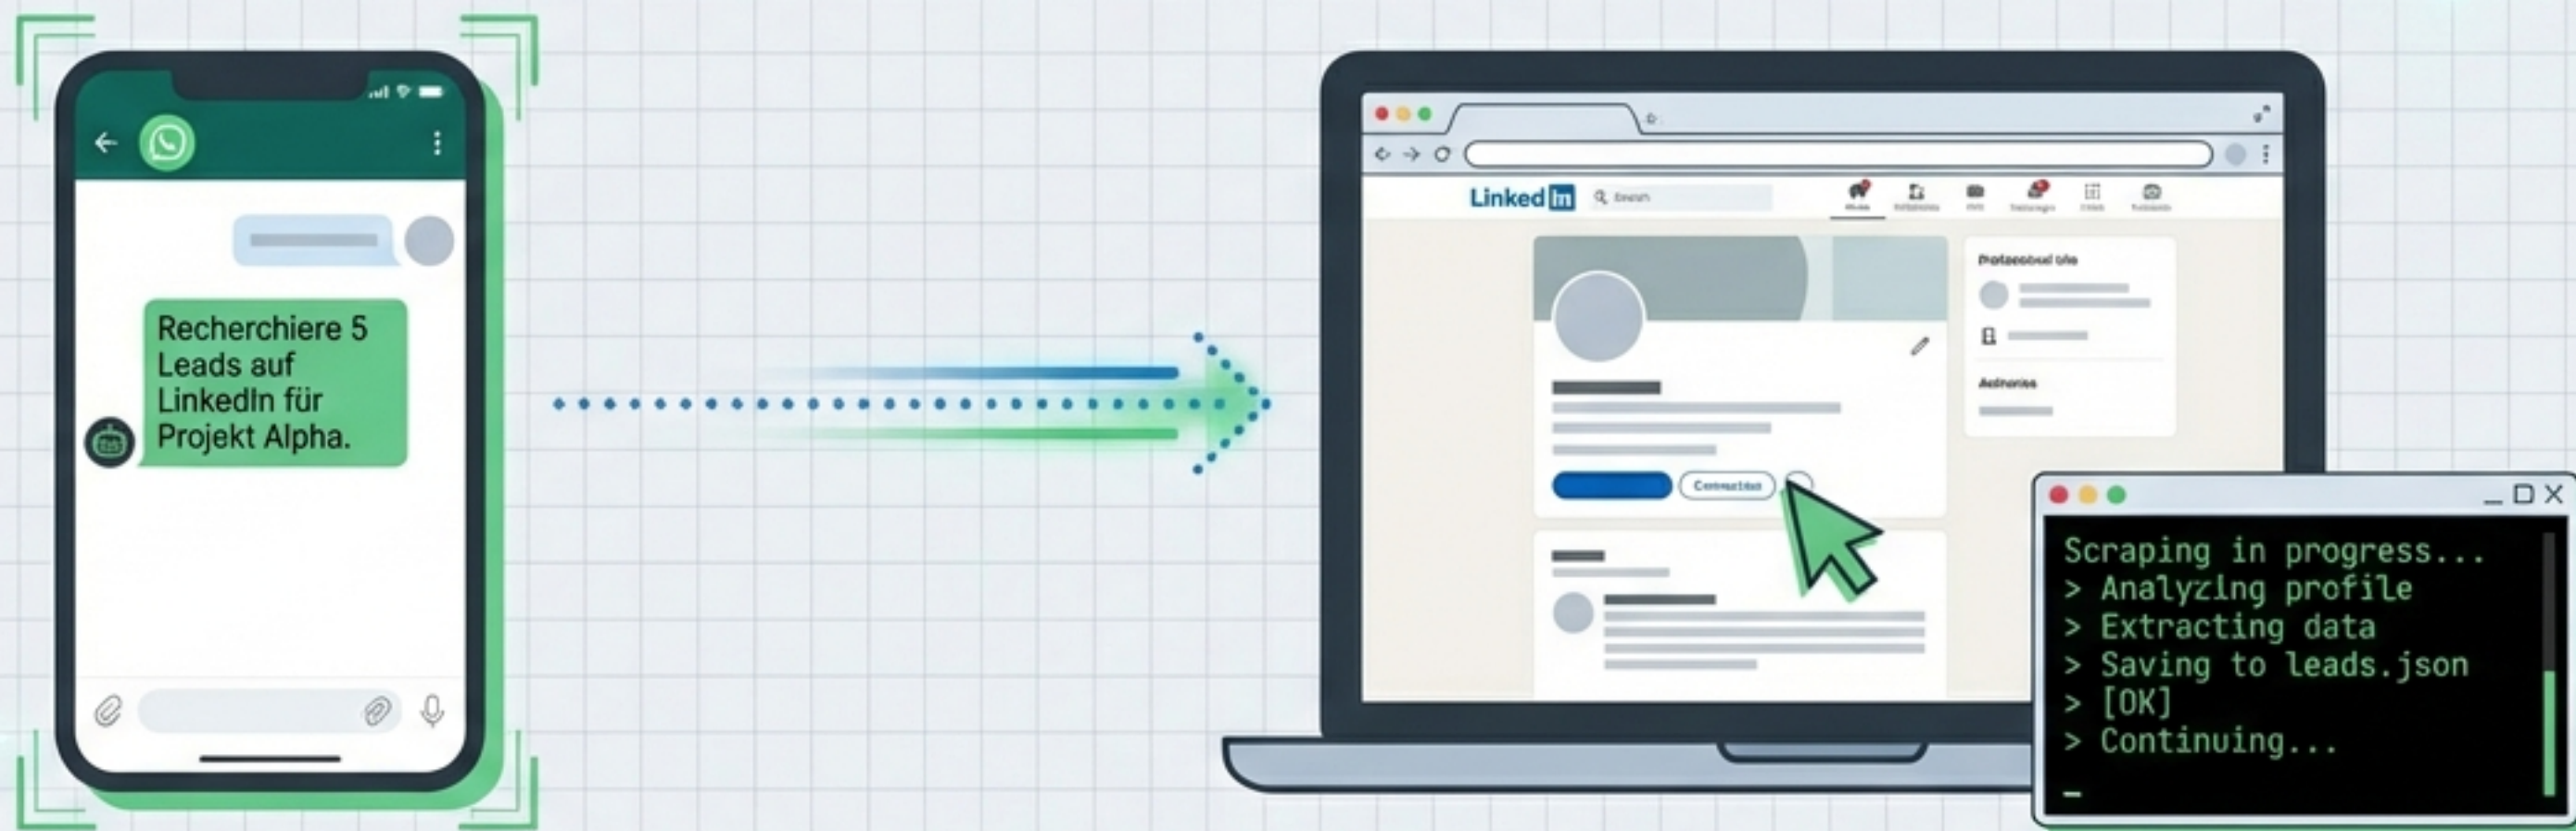 Recherchiere 5
Leads auf
LinkedIn für
Projekt Alpha.
LinkedIn
Search
Scraping in progress...
> Analyzing profile
> Extracting data
> Saving to leads.json
> [OK]
> Continuing...